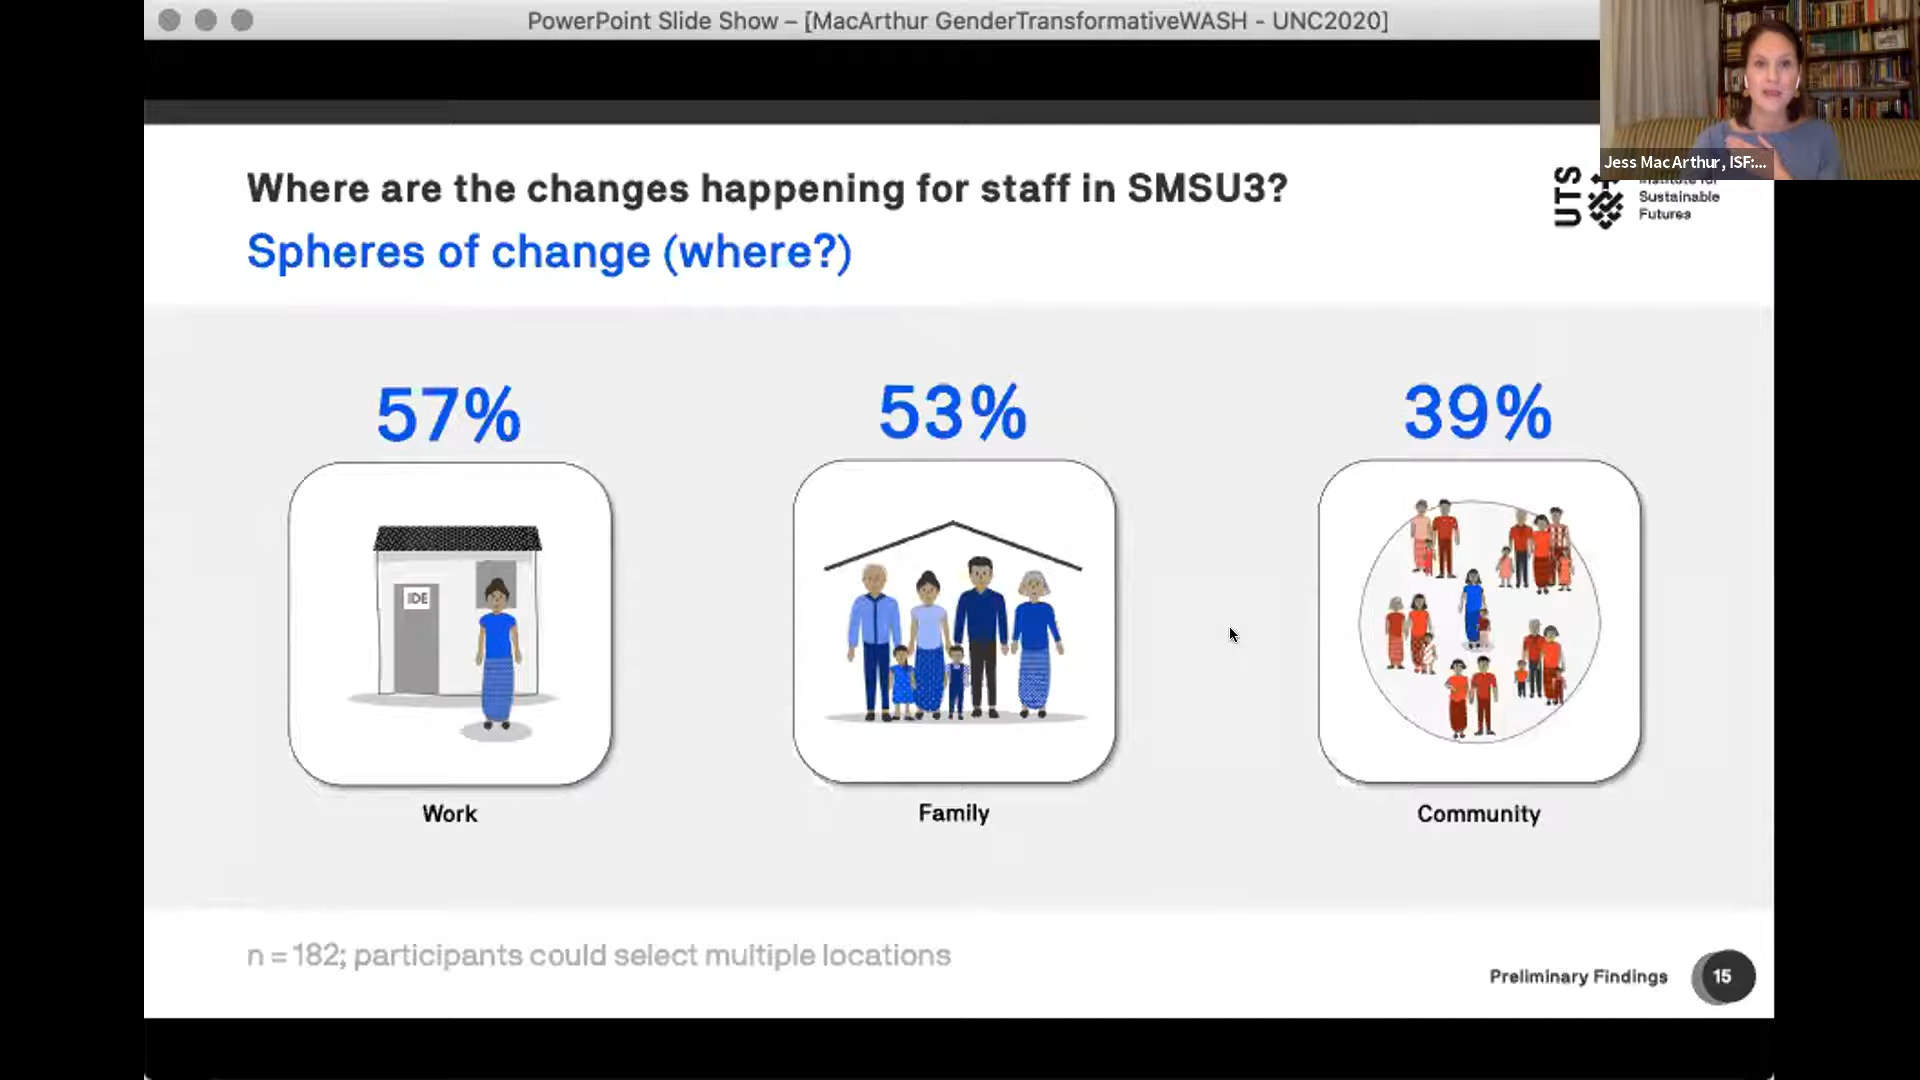 PowerPoint Slide Show – [MacArthur GenderTransformativeWASH - UNC2020]
Jess MacArthur, ISF:...
Where are the changes happening for staff in SMSU3?
Spheres of change (where?)
UTS
Institute for
Sustainable
Futures
57%
53%
39%
IDE
Work
Family
Community
n = 182; participants could select multiple locations
Preliminary Findings
15